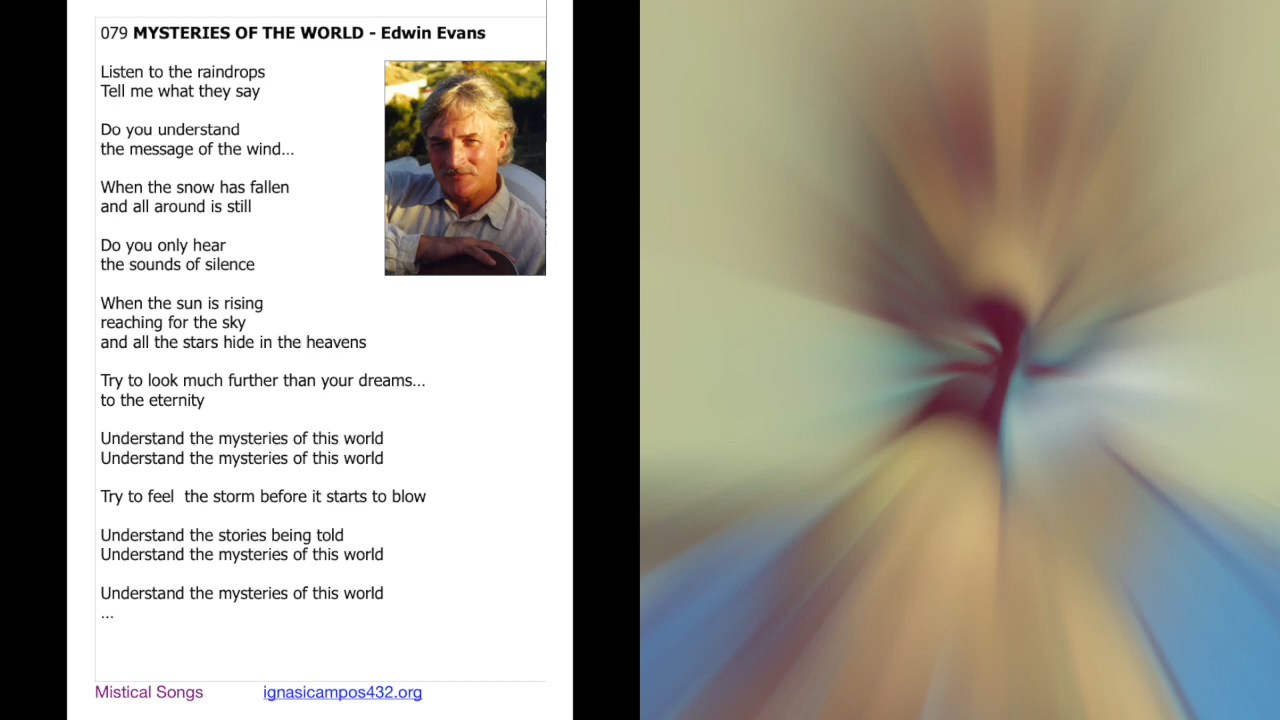 079 MYSTERIES OF THE WORLD - Edwin Evans
Listen to the raindrops
Tell me what they say
Do you understand
the message of the wind...
When the snow has fallen
and all around is still
Do you only hear
the sounds of silence
When the sun is rising
reaching for the sky
and all the stars hide in the heavens
Try to look much further than your dreams...
to the eternity
Understand the mysteries of this world
Understand the mysteries of this world
Try to feel  the storm before it starts to blow
Understand the stories being told
Understand the mysteries of this world
Understand the mysteries of this world
...
Mistical Songs ignasicampos432.org